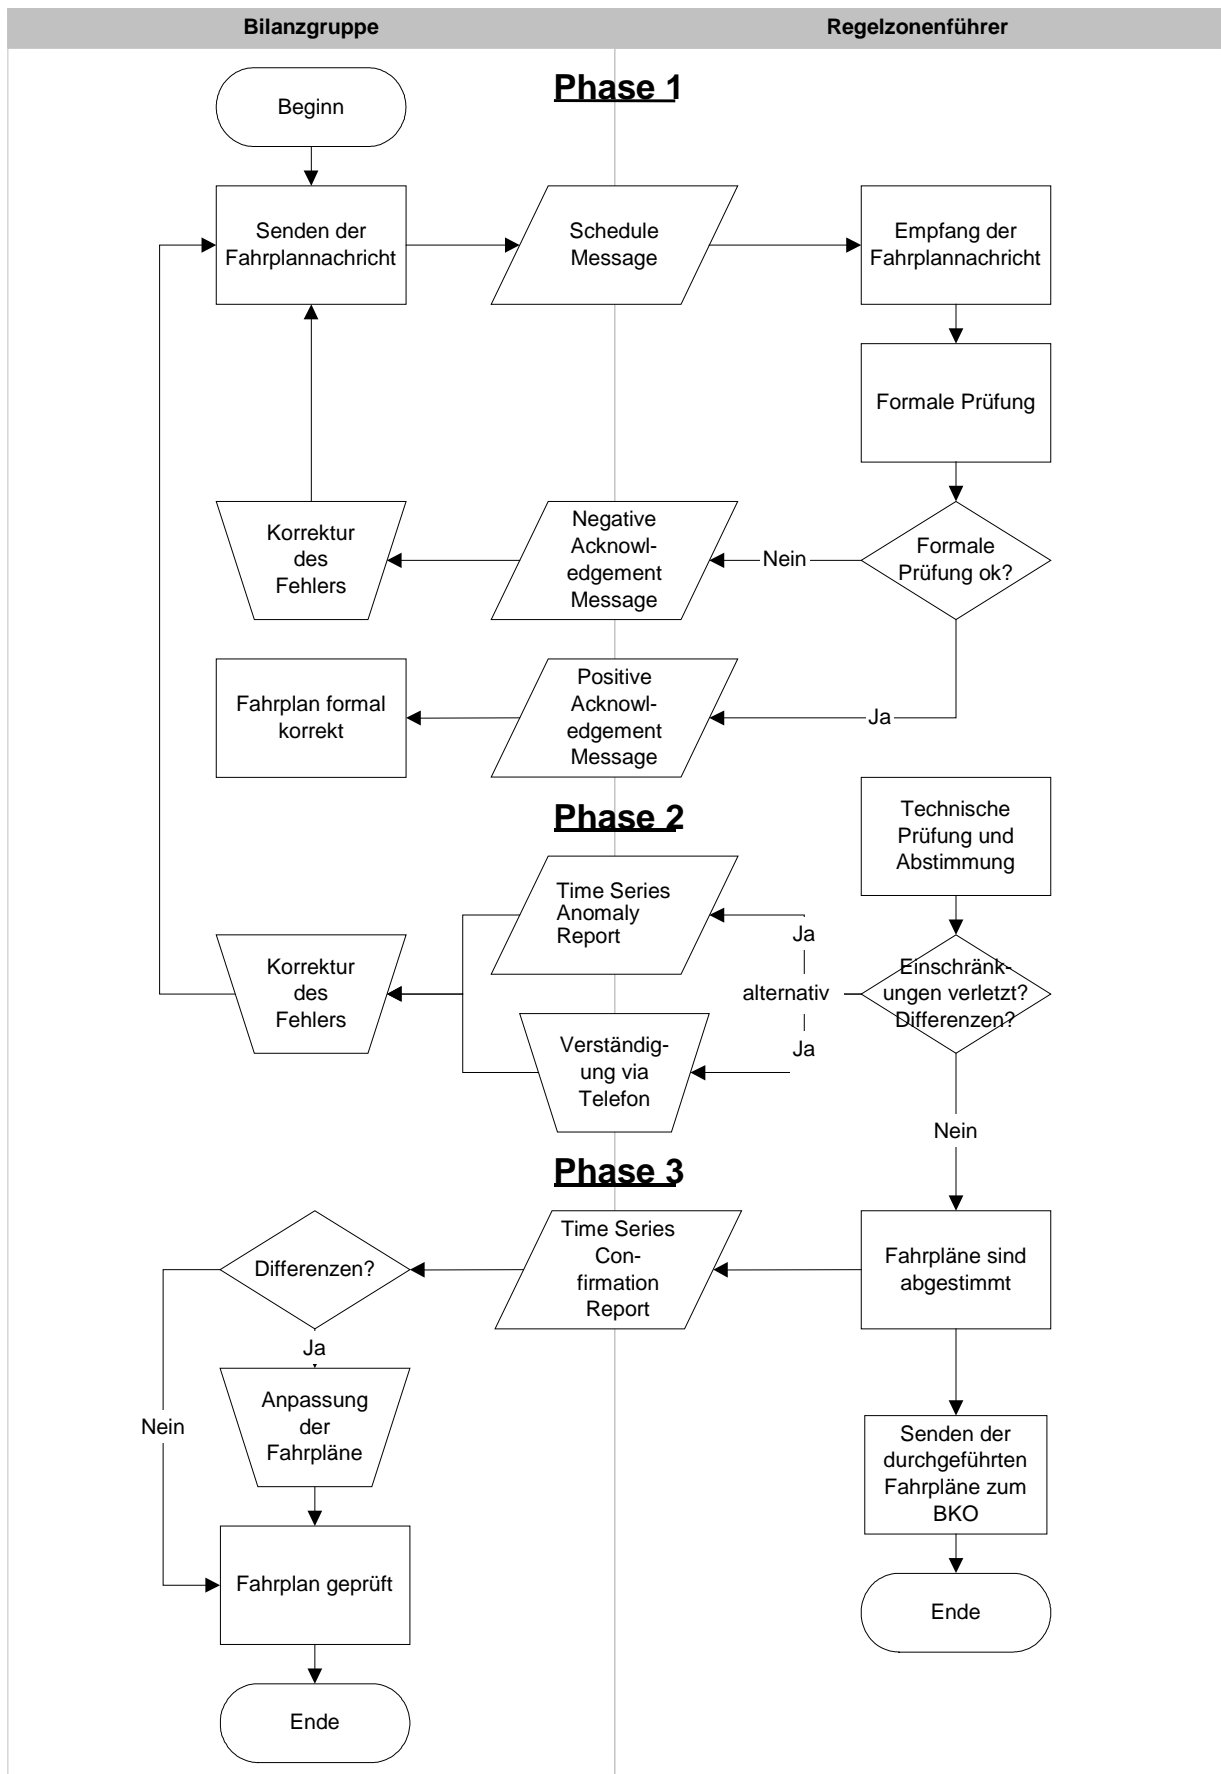 Bilanzgruppe
Regelzonenführer
Phase 1
Beginn
Senden der
Fahrplannachricht
Schedule
Message
Empfang der
Fahrplannachricht
Formale Prüfung
Formale
Prüfung ok?
Nein
Negative
Acknowl-
edgement
Message
Korrektur
des
Fehlers
Ja
Positive
Acknowl-
edgement
Message
Fahrplan formal
korrekt
Phase 2
Technische
Prüfung und
Abstimmung
Einschränk-
ungen verletzt?
Differenzen?
alternativ
Ja
Time Series
Anomaly
Report
Ja
Verständig-
ung via
Telefon
Korrektur
des
Fehlers
Nein
Phase 3
Fahrpläne sind
abgestimmt
Time Series
Con-
firmation
Report
Differenzen?
Ja
Nein
Anpassung
der
Fahrpläne
Fahrplan geprüft
Ende
Senden der
durchgeführten
Fahrpläne zum
BKO
Ende